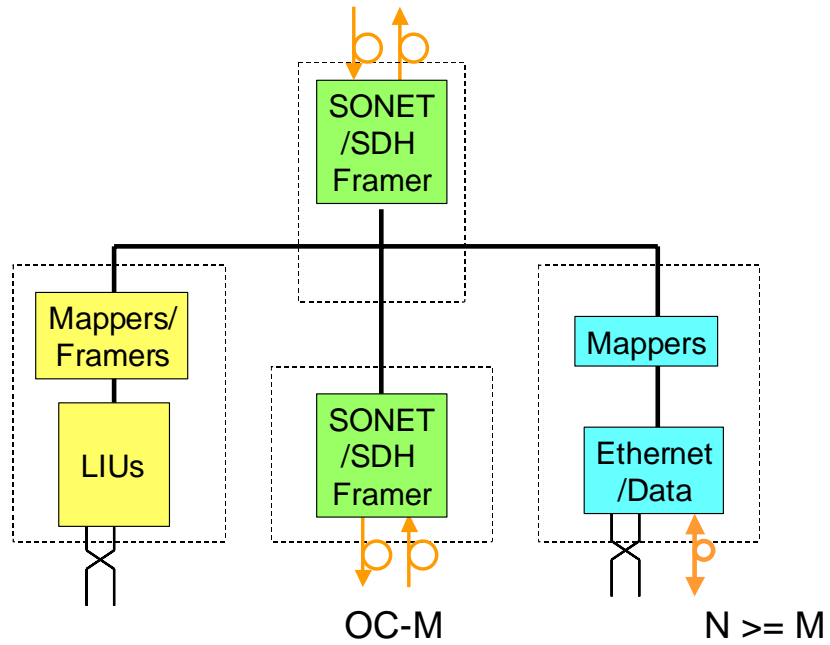 SONET
/SDH
Framer
Mappers/
Framers
LIUs
SONET
/SDH
Framer
Mappers
Ethernet
/Data
OC-M
N >= M